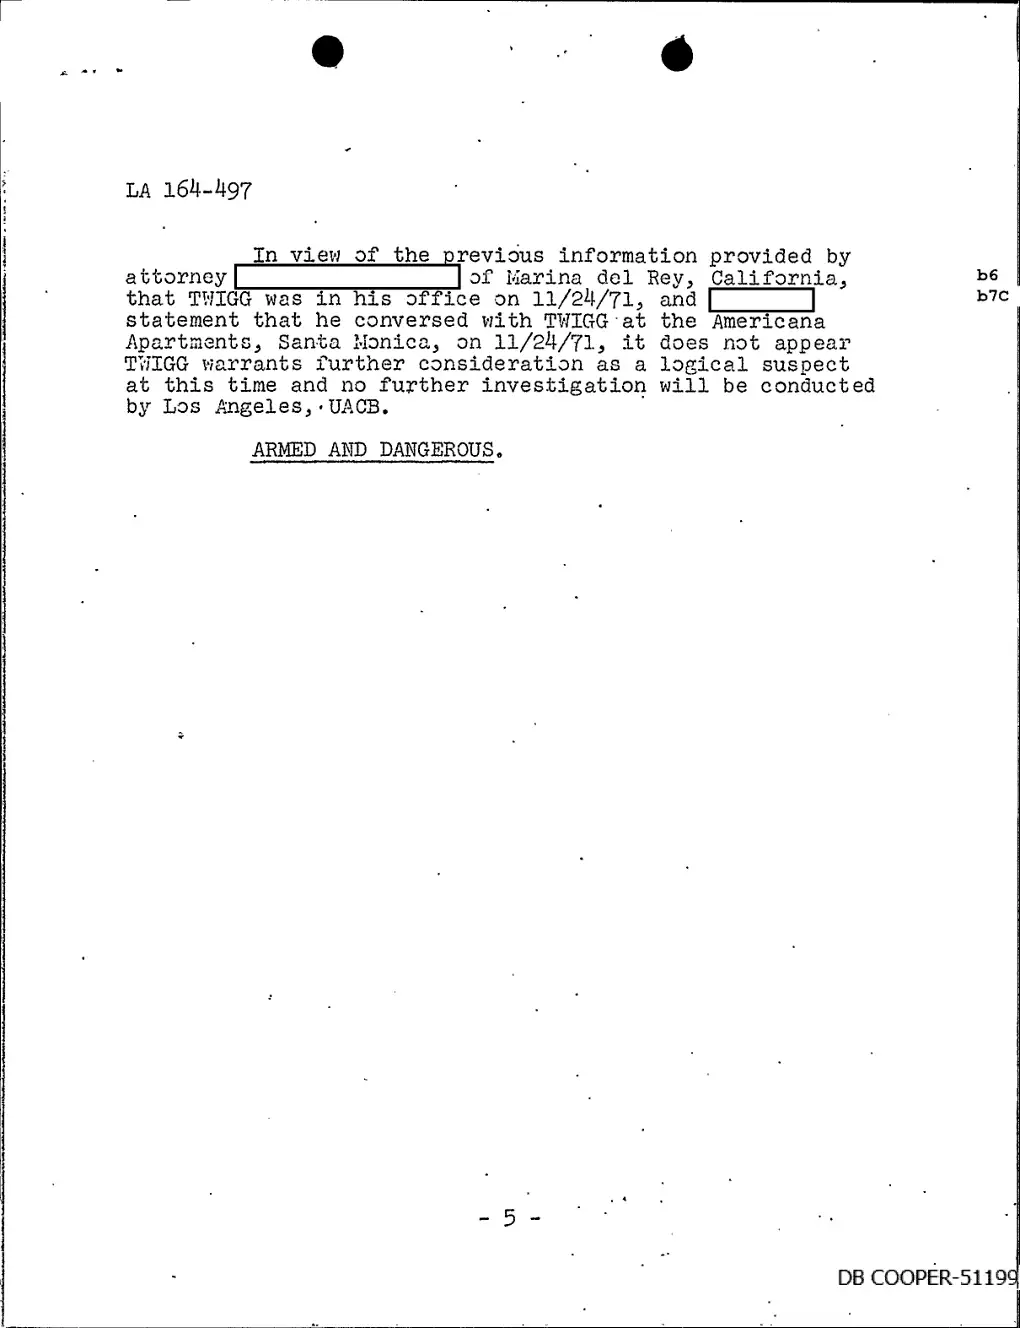 LA 164-497
In view of the previous information provided by
attorney of Marina del Rey, California,
b6
that TWIGG was in his office on 11/24/71, and
b7C
statement that he conversed with TWIGG at the Americana
Apartments, Santa Monica, on 11/24/71, it does not appear
TWIGG warrants further consideration as a logical suspect
at this time and no further investigation will be conducted
by Los Angeles, UACB.
ARMED AND DANGEROUS.
- 5 -
DB COOPER-51199